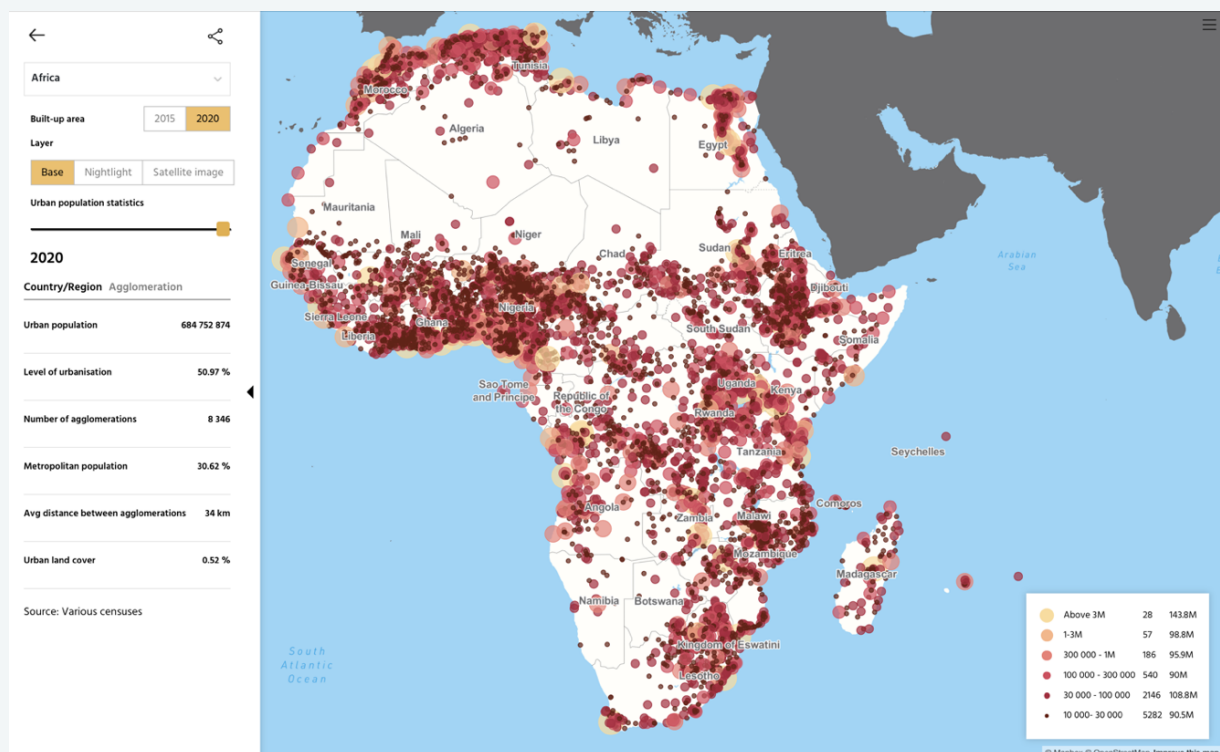 Africa
Built-up area 2015 2020
Layer
Base Nightlight Satellite image
Urban population statistics
2020
Country/Region Agglomeration
Urban population 684 752 874
Level of urbanisation 50.97 %
Number of agglomerations 8 346
Metropolitan population 30.62 %
Avg distance between agglomerations 34 km
Urban land cover 0.52 %
Source: Various censuses
Tunisia
Morocco
Algeria
Libya
Egypt
Mauritania
Mali
Niger
Chad
Sudan
Eritrea
Senegal
Guinea-Bissau
Djibouti
Sierra Leone
Ghana
Nigeria
Liberia
South Sudan
Somalia
Sao Tome
and Principe
Republic of
the Congo
Uganda
Kenya
Rwanda
Tanzania
Seychelles
Angola
Comoros
Zambia
Malawi
Mozambique
Madagascar
Namibia
Botswana
Kingdom of Eswatini
Lesotho
Arabian
Sea
South
Atlantic
Ocean
Above 3M 28 143.8M
1-3M 57 98.8M
300 000 - 1M 186 95.9M
100 000 - 300 000 540 90M
30 000 - 100 000 2146 108.8M
10 000- 30 000 5282 90.5M
© Mapbox © OpenStreetMap Improve this map